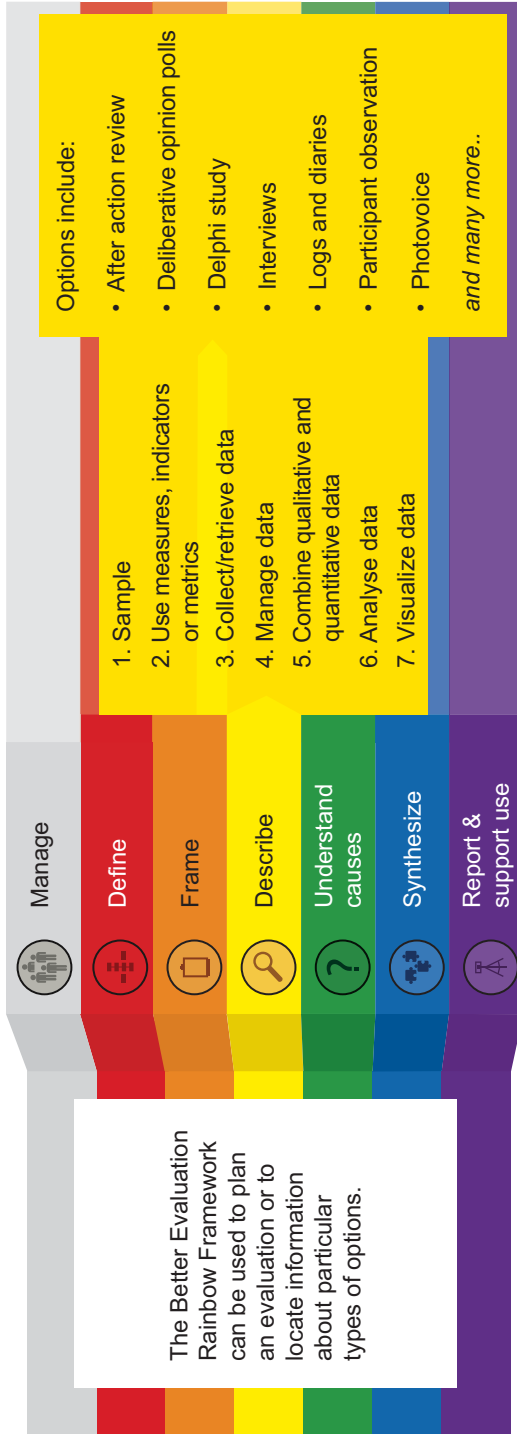 The Better Evaluation
Rainbow Framework
can be used to plan
an evaluation or to
locate information
about particular
types of options.
Manage
Define
Frame
Describe
Understand
causes
Synthesize
Report &
support use
1. Sample
2. Use measures, indicators
or metrics
3. Collect/retrieve data
4. Manage data
5. Combine qualitative and
quantitative data
6. Analyse data
7. Visualize data
Options include:
• After action review
• Deliberative opinion polls
• Delphi study
• Interviews
• Logs and diaries
• Participant observation
• Photovoice
and many more..